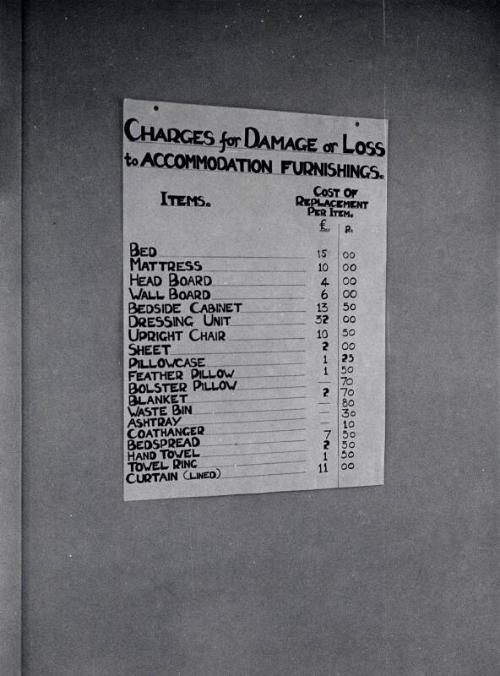 CHARGES for DAMAGE or LOSS
to ACCOMMODATION FURNISHINGS.
ITEMS. COST OF
REPLACEMENT
PER ITEM.
£. P.
BED 15 00
MATTRESS 10 00
HEAD BOARD 4 00
WALL BOARD 6 00
BEDSIDE CABINET 13 50
DRESSING UNIT 32 00
UPRIGHT CHAIR 10 50
SHEET 2 00
PILLOWCASE 1 25
FEATHER PILLOW 1 50
BOLSTER PILLOW — 70
BLANKET 2 70
WASTE BIN — 80
ASHTRAY — 30
COATHANGER — 10
BEDSPREAD 7 50
HAND TOWEL 2 50
TOWEL RING 1 50
CURTAIN (LINED) 11 00